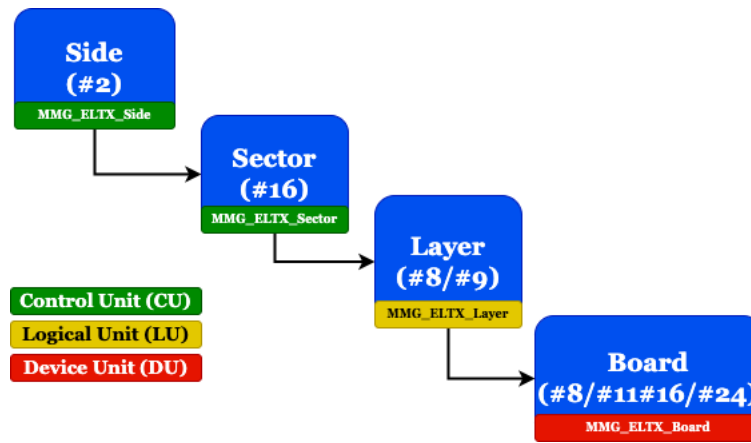 Side
(#2)
MMG_ELTX_Side
Sector
(#16)
MMG_ELTX_Sector
Layer
(#8/#9)
MMG_ELTX_Layer
Control Unit (CU)
Logical Unit (LU)
Device Unit (DU)
Board
(#8/#11#16/#24)
MMG_ELTX_Board